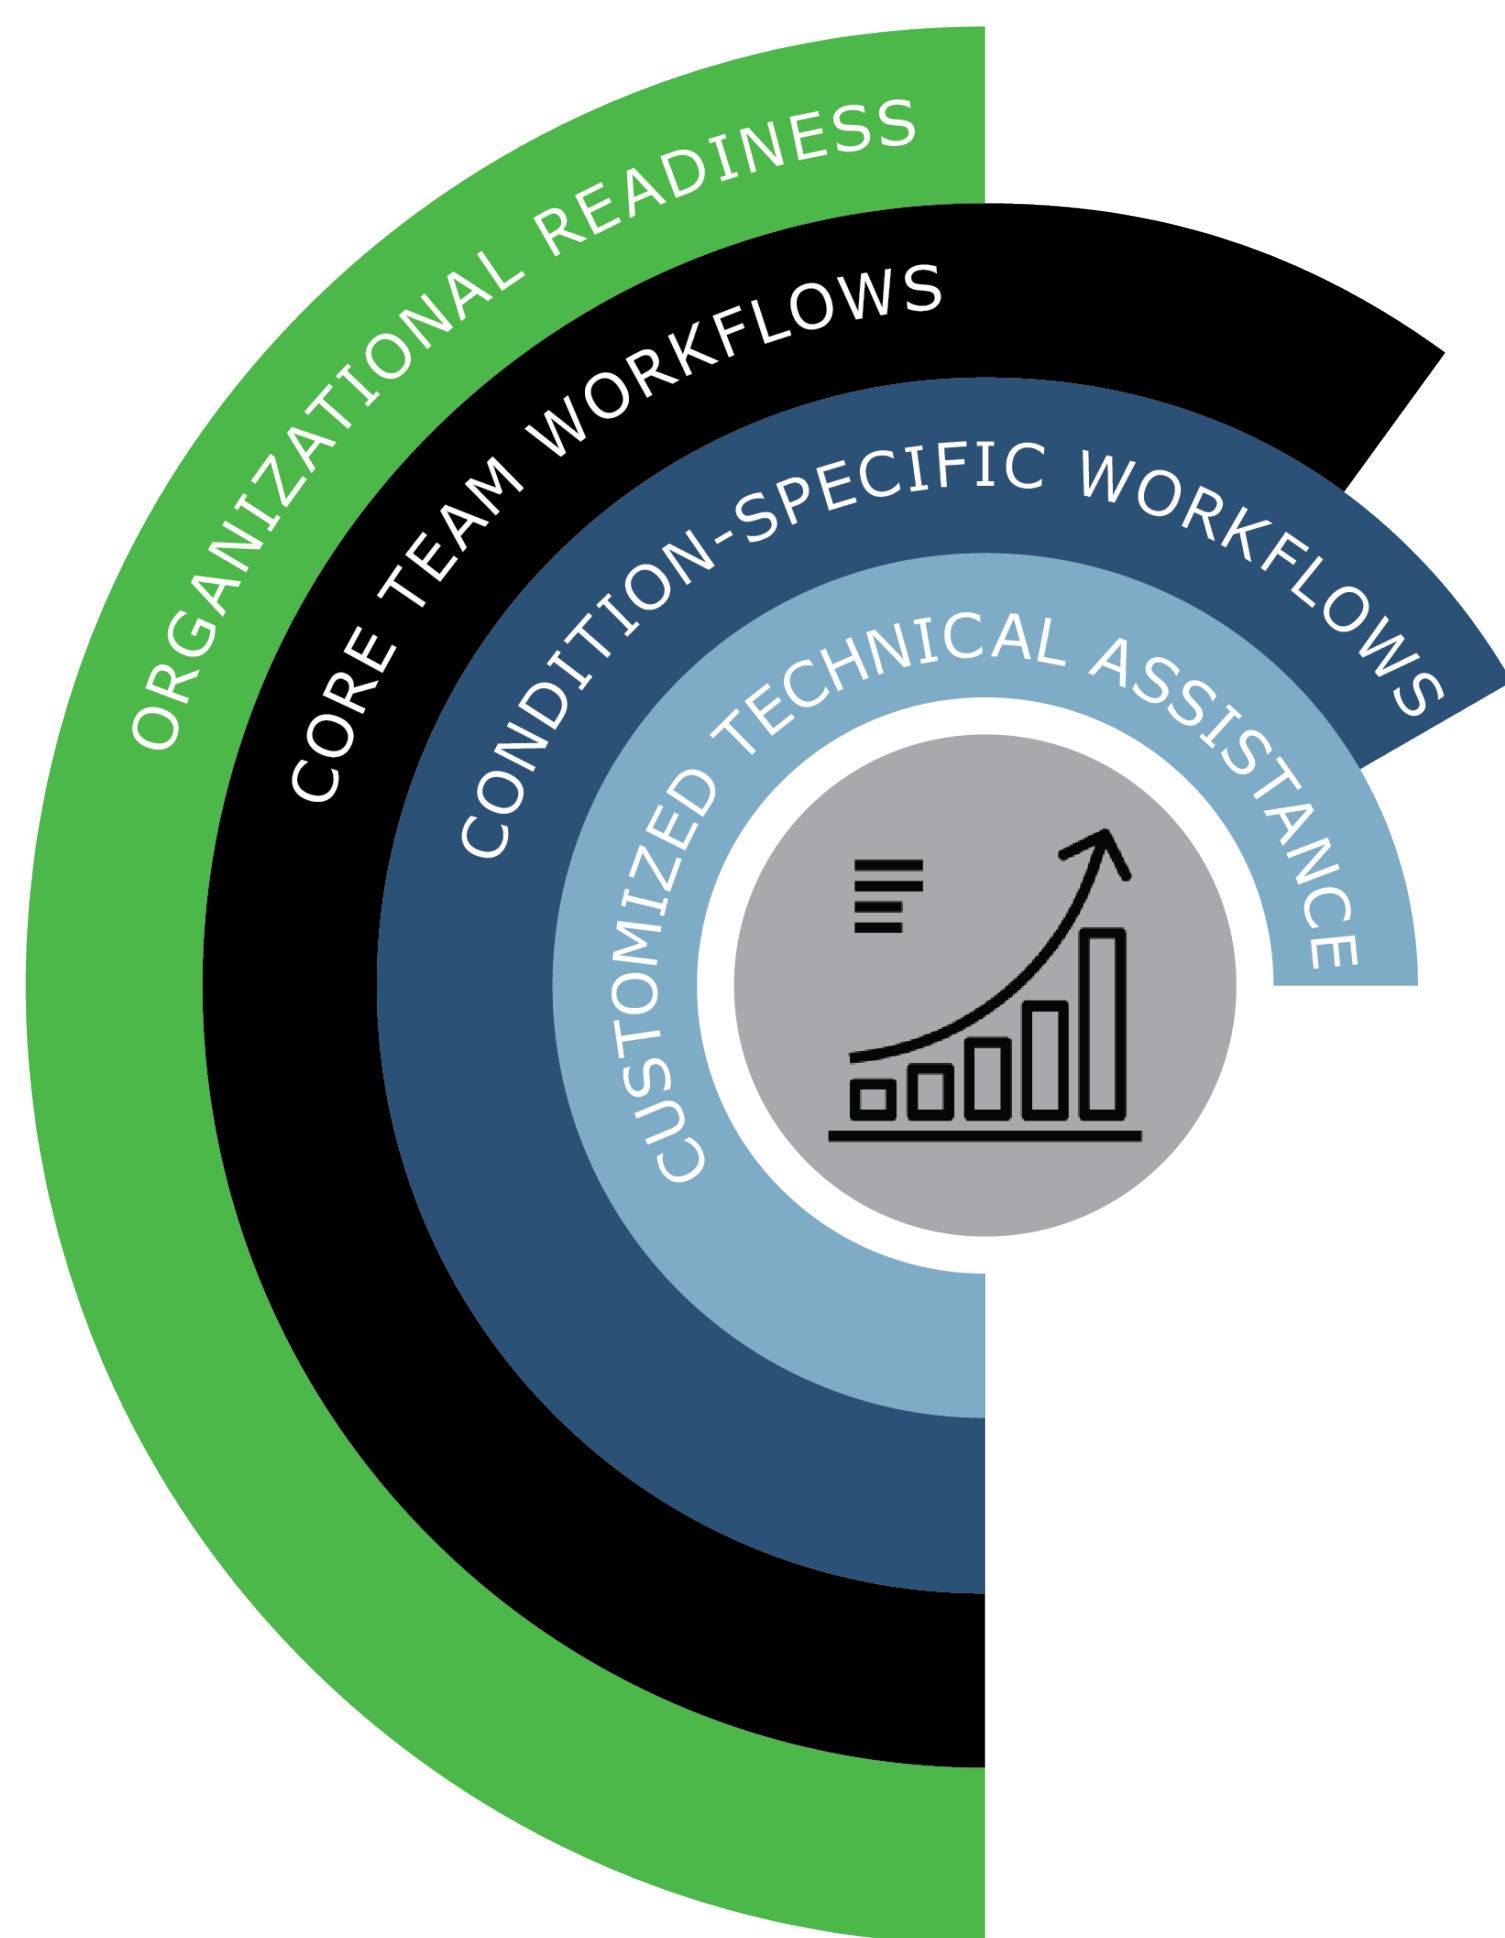 ORGANIZATIONAL READINESS
CORE TEAM WORKFLOWS
CONDITION-SPECIFIC WORKFLOWS
CUSTOMIZED TECHNICAL ASSISTANCE